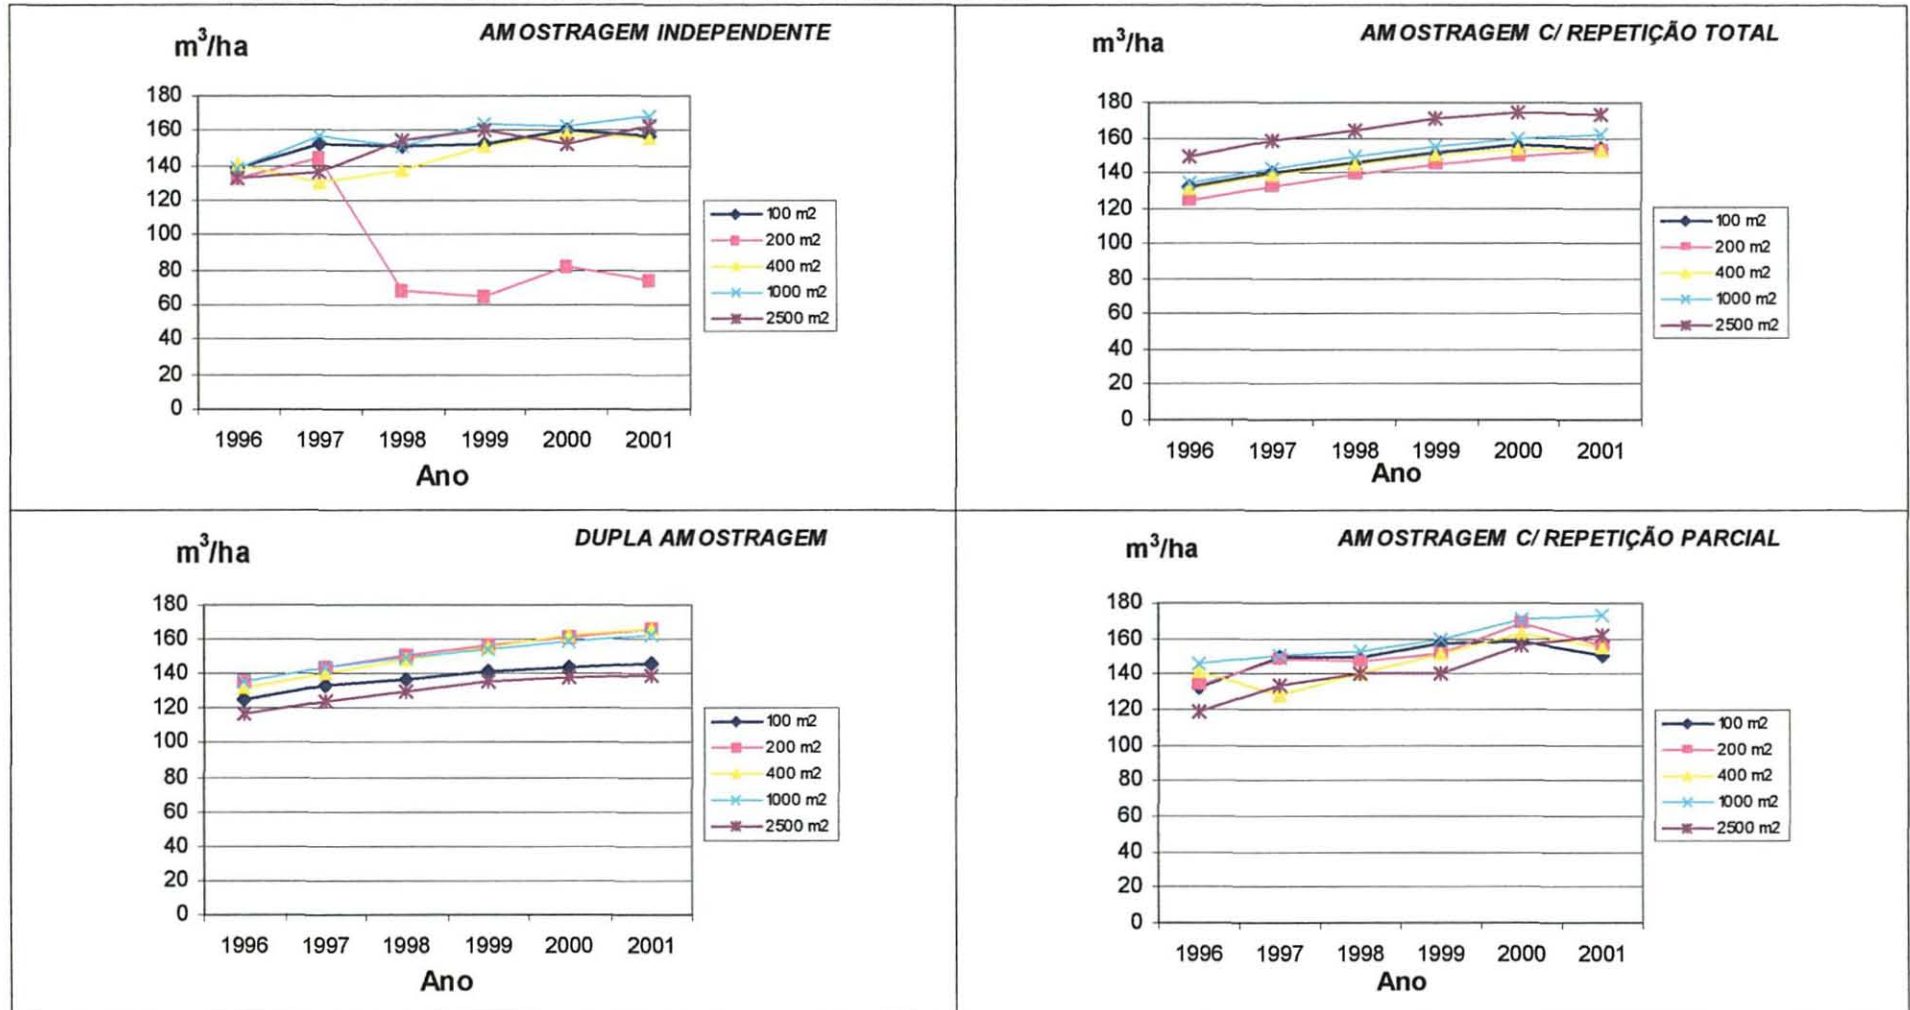 AMOSTRAGEM INDEPENDENTE
m³/ha
180
160
140
120
100
80
60
40
20
0
1996 1997 1998 1999 2000 2001
Ano
100 m2
200 m2
400 m2
1000 m2
2500 m2
AMOSTRAGEM C/ REPETIÇÃO TOTAL
m³/ha
180
160
140
120
100
80
60
40
20
0
1996 1997 1998 1999 2000 2001
Ano
100 m2
200 m2
400 m2
1000 m2
2500 m2
DUPLA AMOSTRAGEM
m³/ha
180
160
140
120
100
80
60
40
20
0
1996 1997 1998 1999 2000 2001
Ano
100 m2
200 m2
400 m2
1000 m2
2500 m2
AMOSTRAGEM C/ REPETIÇÃO PARCIAL
m³/ha
180
160
140
120
100
80
60
40
20
0
1996 1997 1998 1999 2000 2001
Ano
100 m2
200 m2
400 m2
1000 m2
2500 m2